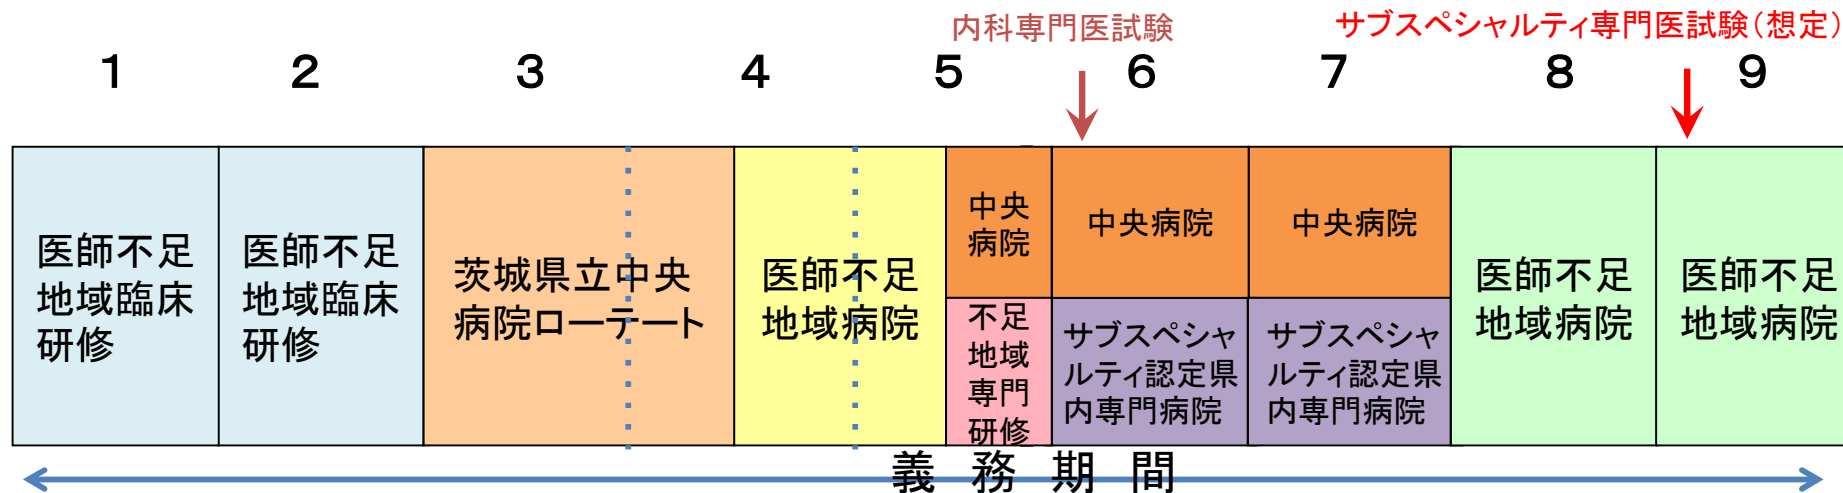 内科専門医試験
サブスペシャルティ専門医試験(想定)
1 2 3 4 5 6 7 8 9
医師不足
地域臨床
研修
医師不足
地域臨床
研修
茨城県立中央
病院ローテート
医師不足
地域病院
中央
病院
不足
地域
専門
研修
中央病院
サブスペシャ
ルティ認定県
内専門病院
中央病院
サブスペシャ
ルティ認定県
内専門病院
医師不足
地域病院
医師不足
地域病院
義務期間